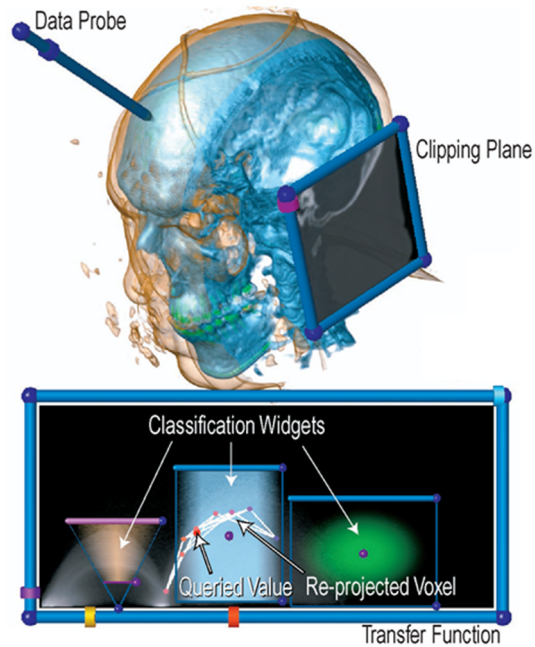 Data Probe
Clipping Plane
Classification Widgets
Queried Value
Re-projected Voxel
Transfer Function